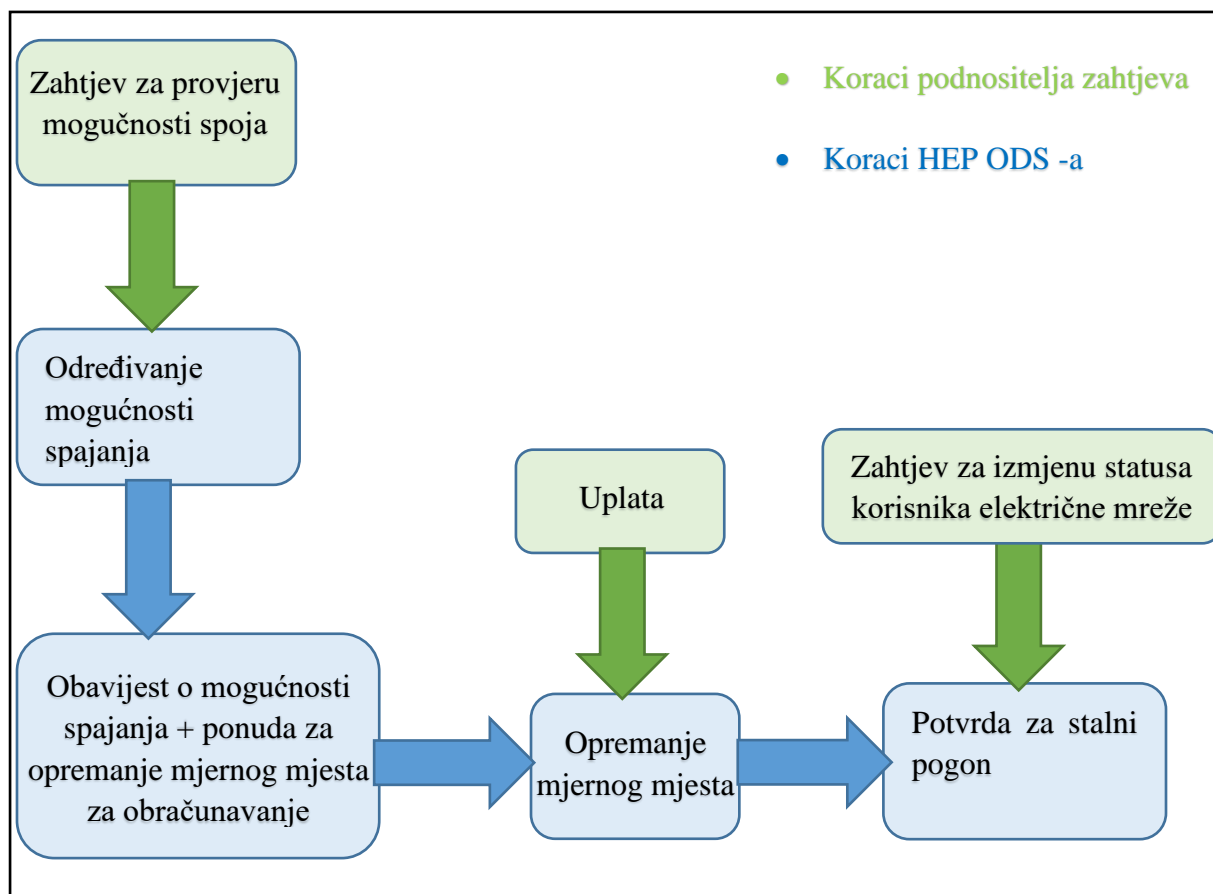 Zahtjev za provjeru
mogučnosti spoja
• Koraci podnositelja zahtjeva
• Koraci HEP ODS -a
Određivanje
mogućnosti
spajanja
Uplata
Zahtjev za izmjenu statusa
korisnika električne mreže
Obavijest o mogućnosti
spajanja + ponuda za
opremanje mjernog mjesta
za obračunavanje
Opremanje
mjernog mjesta
Potvrda za stalni
pogon